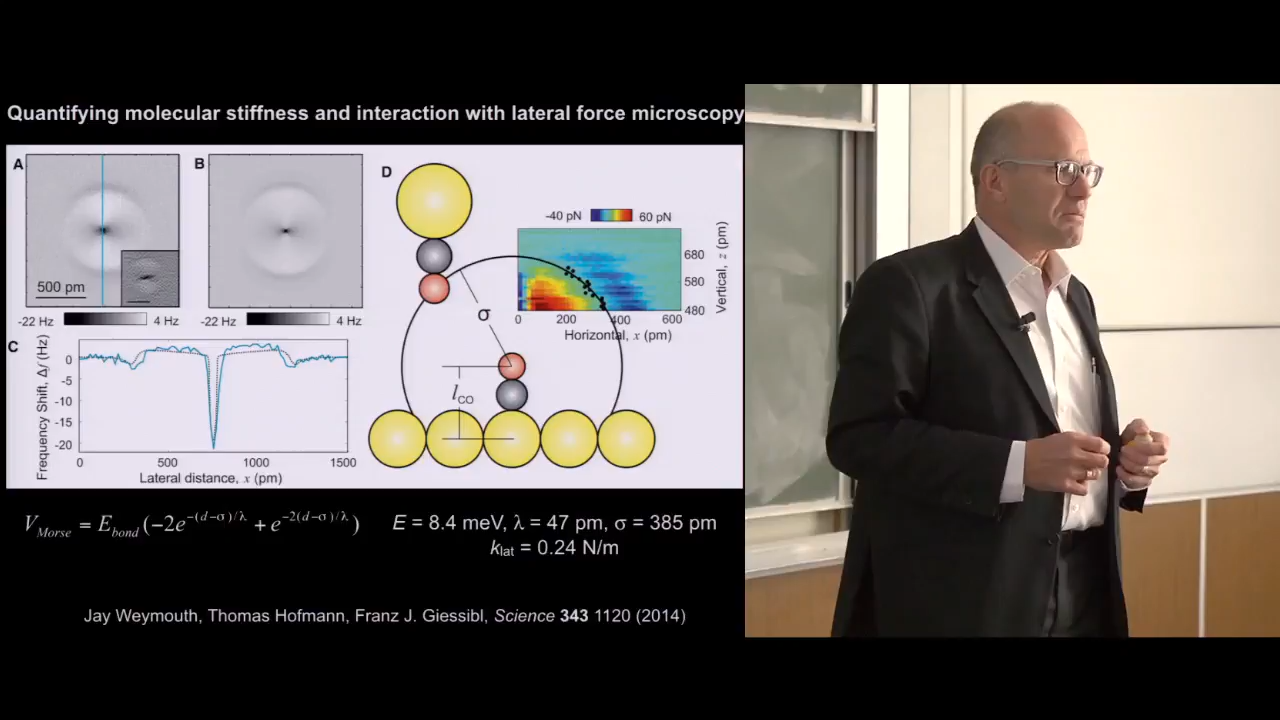 Quantifying molecular stiffness and interaction with lateral force microscopy
A
B
D
500 pm
-22 Hz
4 Hz
-22 Hz
4 Hz
-40 pN
60 pN
680
580
480
Vertical, z (pm)
0
200
400
600
Horizontal, x (pm)
σ
lCO
C
Frequency Shift, Δf (Hz)
0
-5
-10
-15
-20
0
500
1000
1500
Lateral distance, x (pm)
V_Morse = E_bond(−2e^−(d−σ)/λ + e^−2(d−σ)/λ)
E = 8.4 meV, λ = 47 pm, σ = 385 pm
klat = 0.24 N/m
Jay Weymouth, Thomas Hofmann, Franz J. Giessibl, Science 343 1120 (2014)